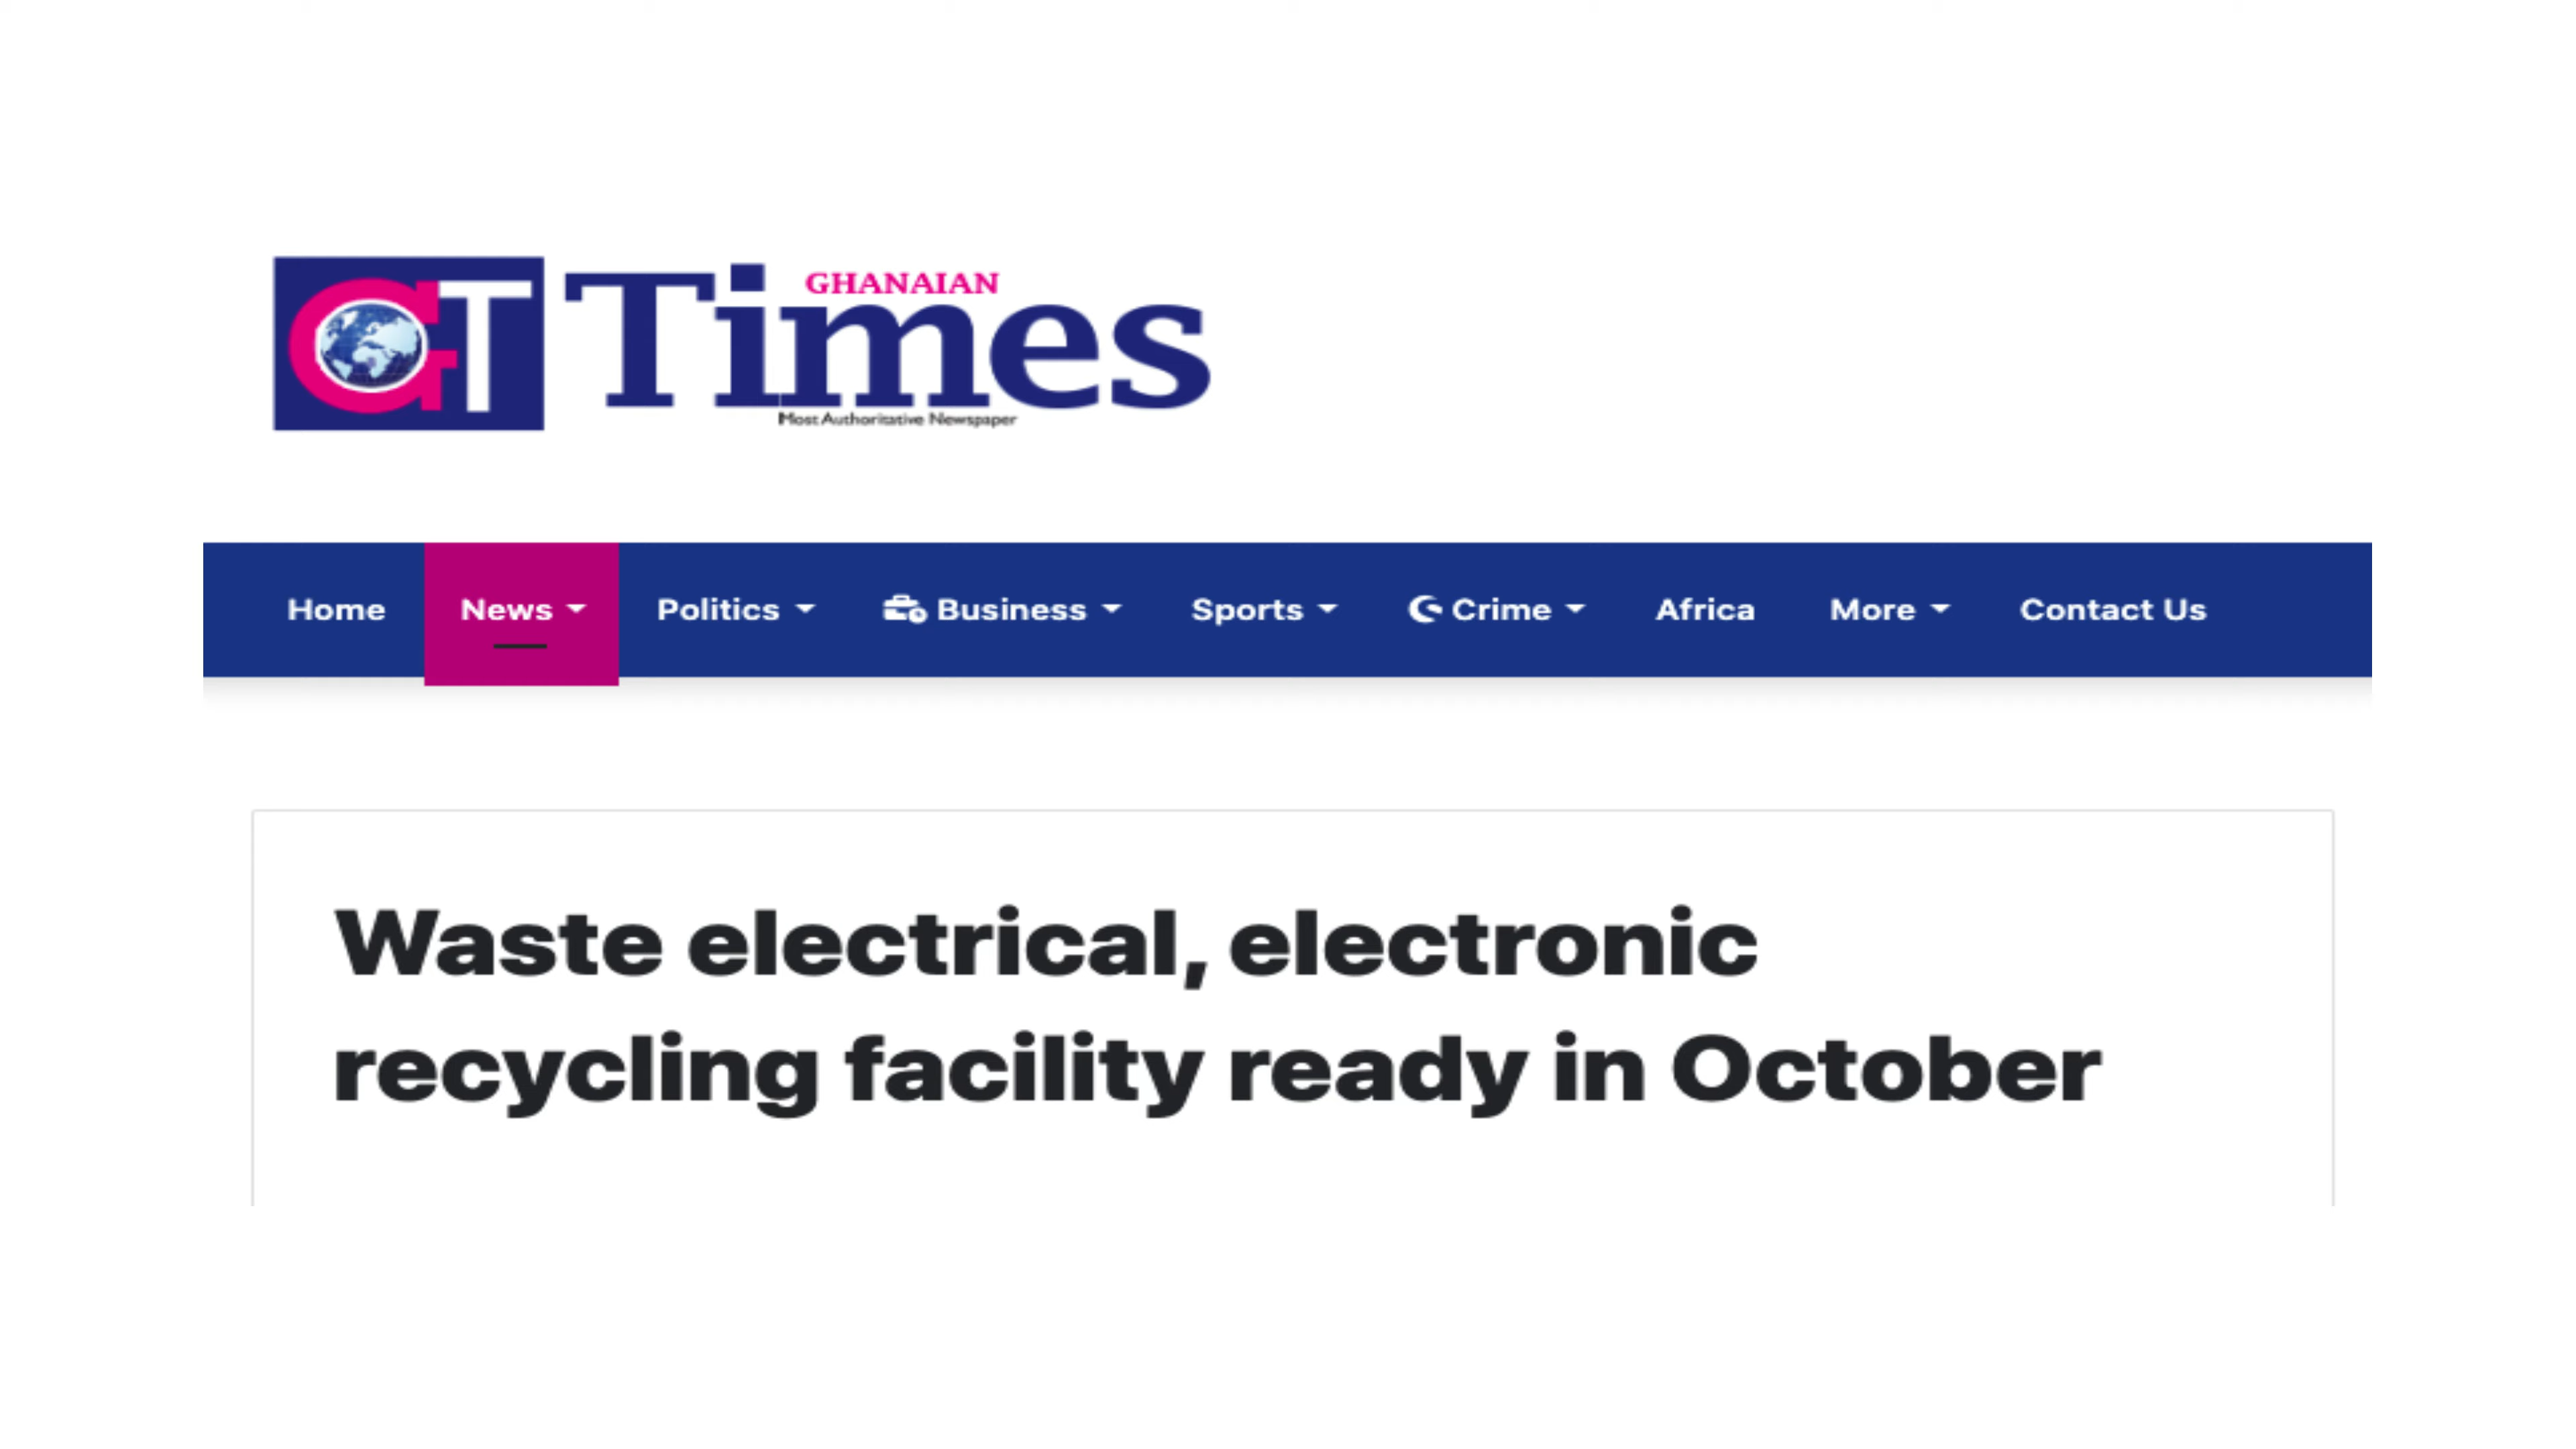 GT Times
GHANAIAN
Most Authoritative Newspaper
Home News Politics Business Sports Crime Africa More Contact Us
Waste electrical, electronic
recycling facility ready in October